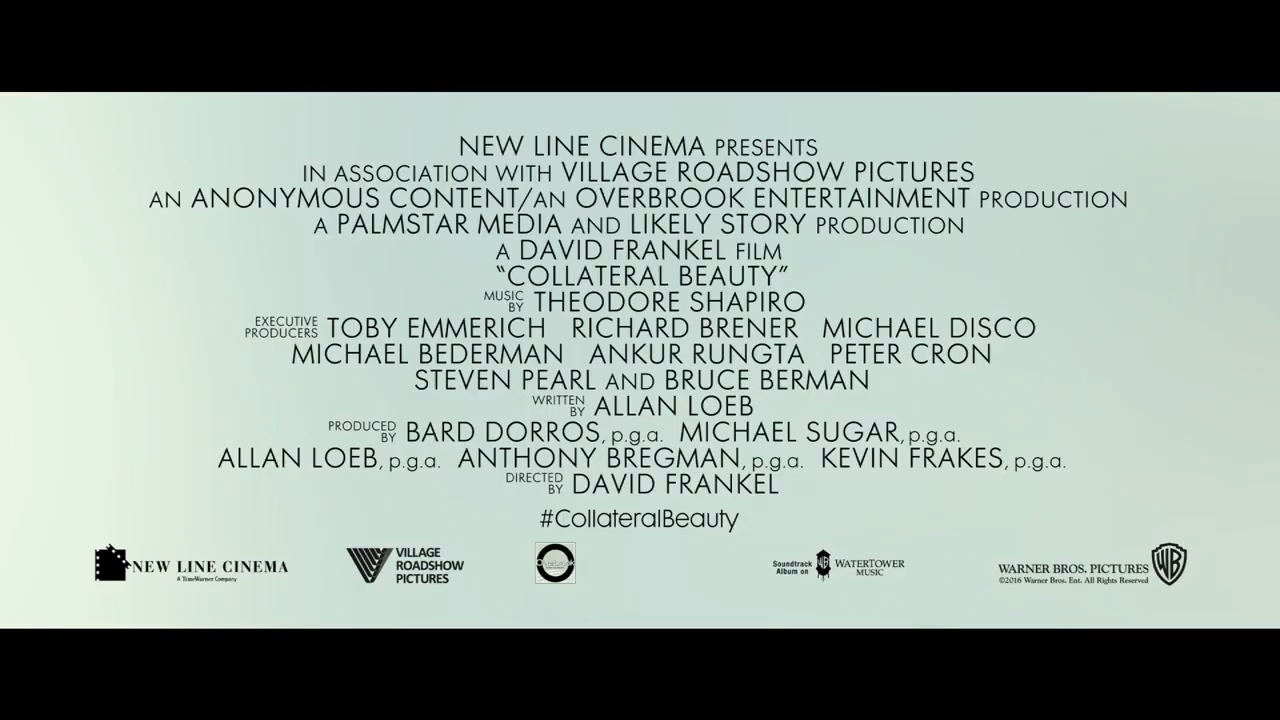 NEW LINE CINEMA PRESENTS
IN ASSOCIATION WITH VILLAGE ROADSHOW PICTURES
AN ANONYMOUS CONTENT/AN OVERBROOK ENTERTAINMENT PRODUCTION
A PALMSTAR MEDIA AND LIKELY STORY PRODUCTION
A DAVID FRANKEL FILM
“COLLATERAL BEAUTY”
MUSIC BY THEODORE SHAPIRO
EXECUTIVE PRODUCERS TOBY EMMERICH RICHARD BRENER MICHAEL DISCO
MICHAEL BEDERMAN ANKUR RUNGTA PETER CRON
STEVEN PEARL AND BRUCE BERMAN
WRITTEN BY ALLAN LOEB
PRODUCED BY BARD DORROS, p.g.a. MICHAEL SUGAR, p.g.a.
ALLAN LOEB, p.g.a. ANTHONY BREGMAN, p.g.a. KEVIN FRAKES, p.g.a.
DIRECTED BY DAVID FRANKEL
#CollateralBeauty
NEW LINE CINEMA
A TimeWarner Company
VILLAGE
ROADSHOW
PICTURES
Overbrook
Soundtrack
Album on
WB
WATERTOWER
MUSIC
WARNER BROS. PICTURES
©2016 Warner Bros. Ent. All Rights Reserved
WB